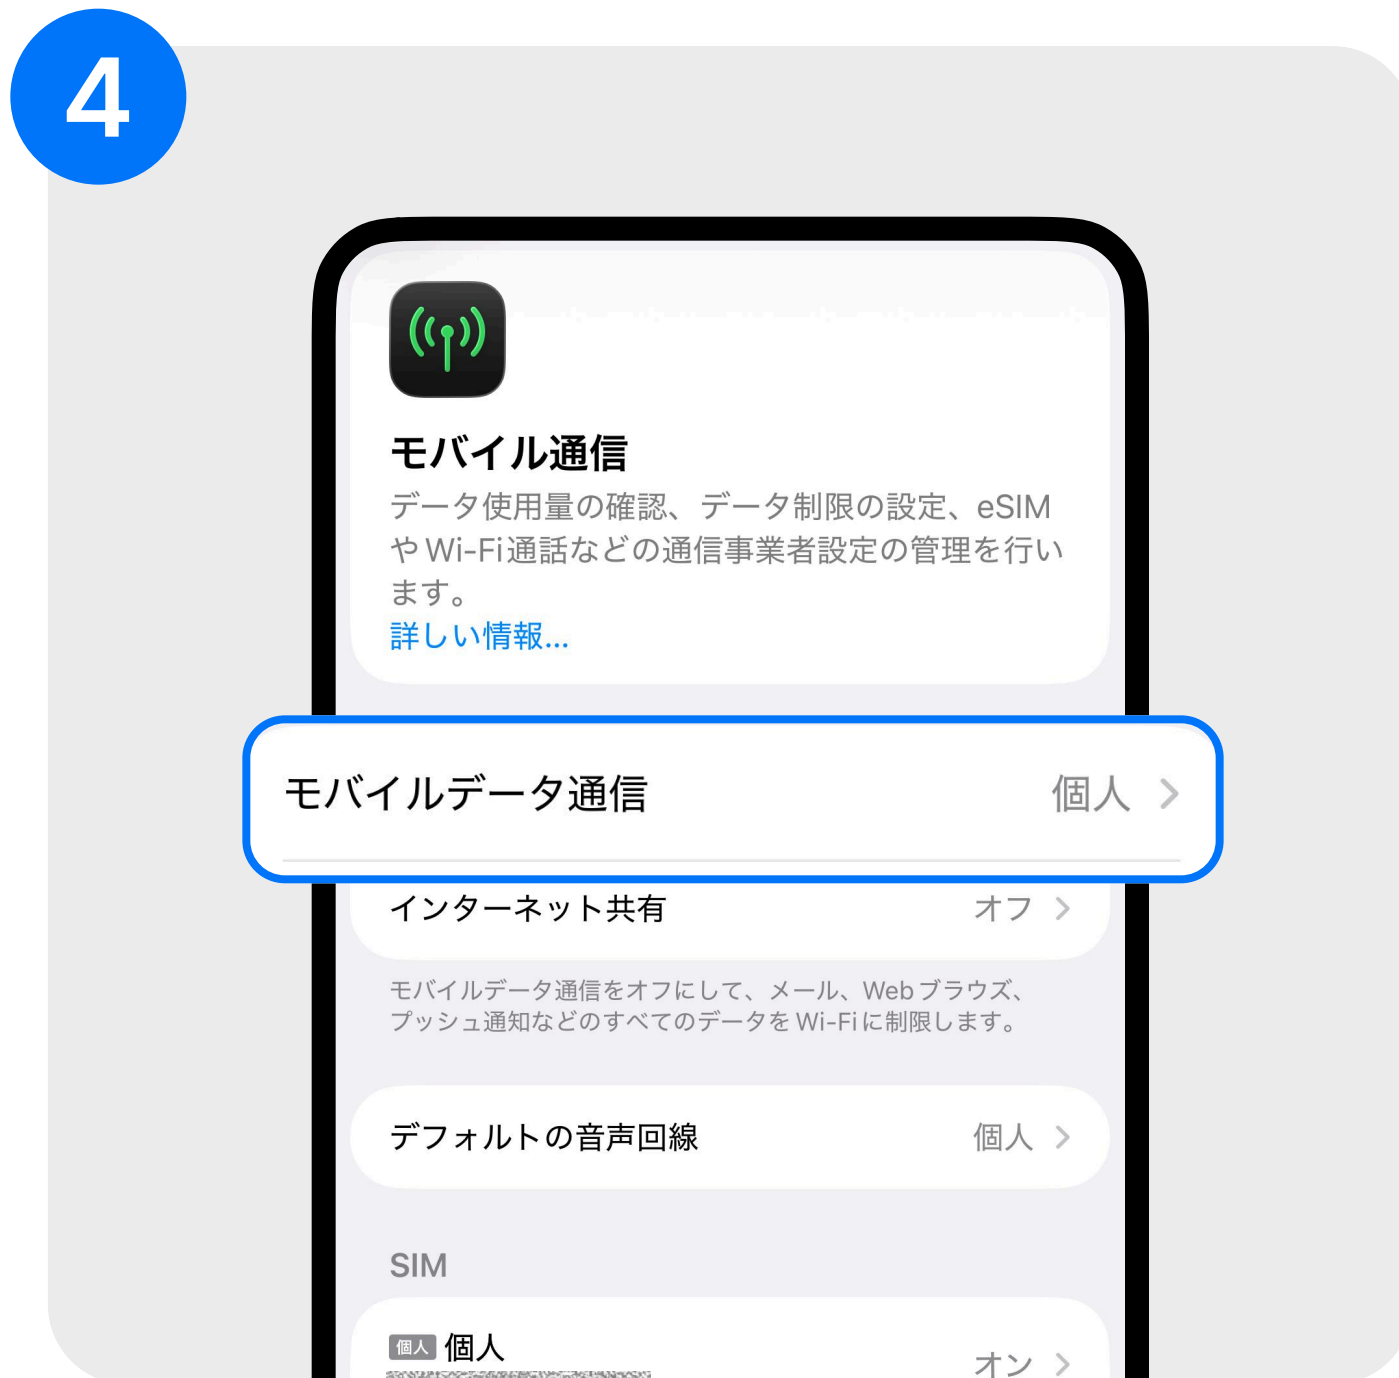 4
モバイル通信
データ使用量の確認、データ制限の設定、eSIM
やWi-Fi通話などの通信事業者設定の管理を行い
ます。
詳しい情報...
モバイルデータ通信 個人
インターネット共有 オフ
モバイルデータ通信をオフにして、メール、Webブラウズ、
プッシュ通知などのすべてのデータをWi-Fiに制限します。
デフォルトの音声回線 個人
SIM
個人 個人 オン